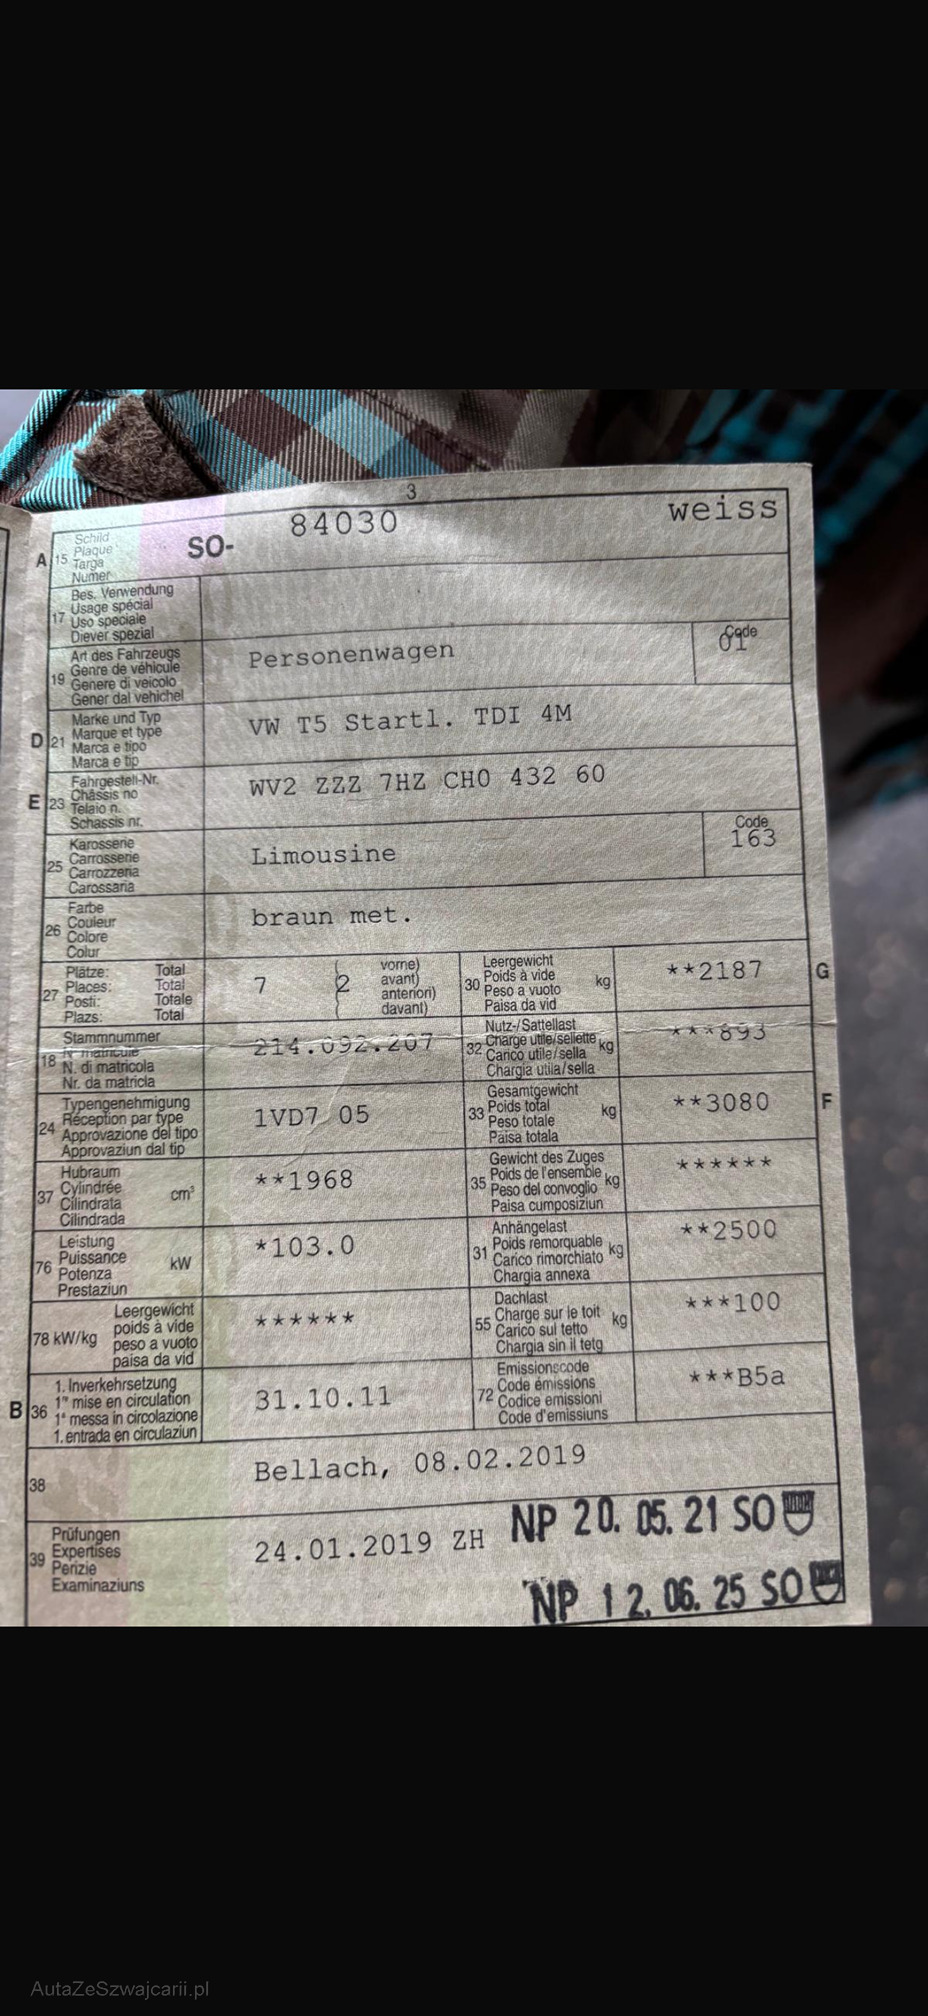 3
A 15 Schild Plaque Targa Numer SO- 84030 weiss
17 Bes. Verwendung Usage spécial Uso speciale Diever spezial
19 Art des Fahrzeugs Genre de véhicule Genere di veicolo Gener dal vehichel Personenwagen Code 01
D 21 Marke und Typ Marque et type Marca e tipo Marca e tip VW T5 Startl. TDI 4M
E 23 Fahrgestell-Nr. Châssis no Telaio n. Schassis nr. WV2 ZZZ 7HZ CH0 432 60
25 Karosserie Carrosserie Carrozzeria Carossaria Limousine Code 163
26 Farbe Couleur Colore Colur braun met.
27 Plätze: Total Places: Total Posti: Totale Plazs: Total 7 ( 2 vorne) avant) anteriori) davant) 30 Leergewicht Poids à vide Peso a vuoto Paisa da vid kg **2187 G
18 Stammnummer N° matricule N. di matricola Nr. da matricla 214.092.207 32 Nutz-/Sattellast Charge utile/sellette Carico utile/sella Chargia utila/sella kg ***893
24 Typengenehmigung Réception par type Approvazione del tipo Approvaziun dal tip 1VD7 05 33 Gesamtgewicht Poids total Peso totale Paisa totala kg **3080 F
37 Hubraum Cylindrée Cilindrata Cilindrada cm³ **1968 35 Gewicht des Zuges Poids de l'ensemble Peso del convoglio Paisa cumposiziun kg ******
76 Leistung Puissance Potenza Prestaziun kW *103.0 31 Anhängelast Poids remorquable Carico rimorchiato Chargia annexa kg **2500
78 kW/kg Leergewicht poids à vide peso a vuoto paisa da vid ****** 55 Dachlast Charge sur le toit Carico sul tetto Chargia sin il tetg kg ***100
B 36 1. Inverkehrsetzung 1re mise en circulation 1a messa in circolazione 1. entrada en circulaziun 31.10.11 72 Emissionscode Code émissions Codice emissioni Code d'emissiuns ***B5a
38 Bellach, 08.02.2019
39 Prüfungen Expertises Perizie Examinaziuns 24.01.2019 ZH NP 20. 05. 21 SO
NP 12. 06. 25 SO
AutaZeSzwajcarii.pl